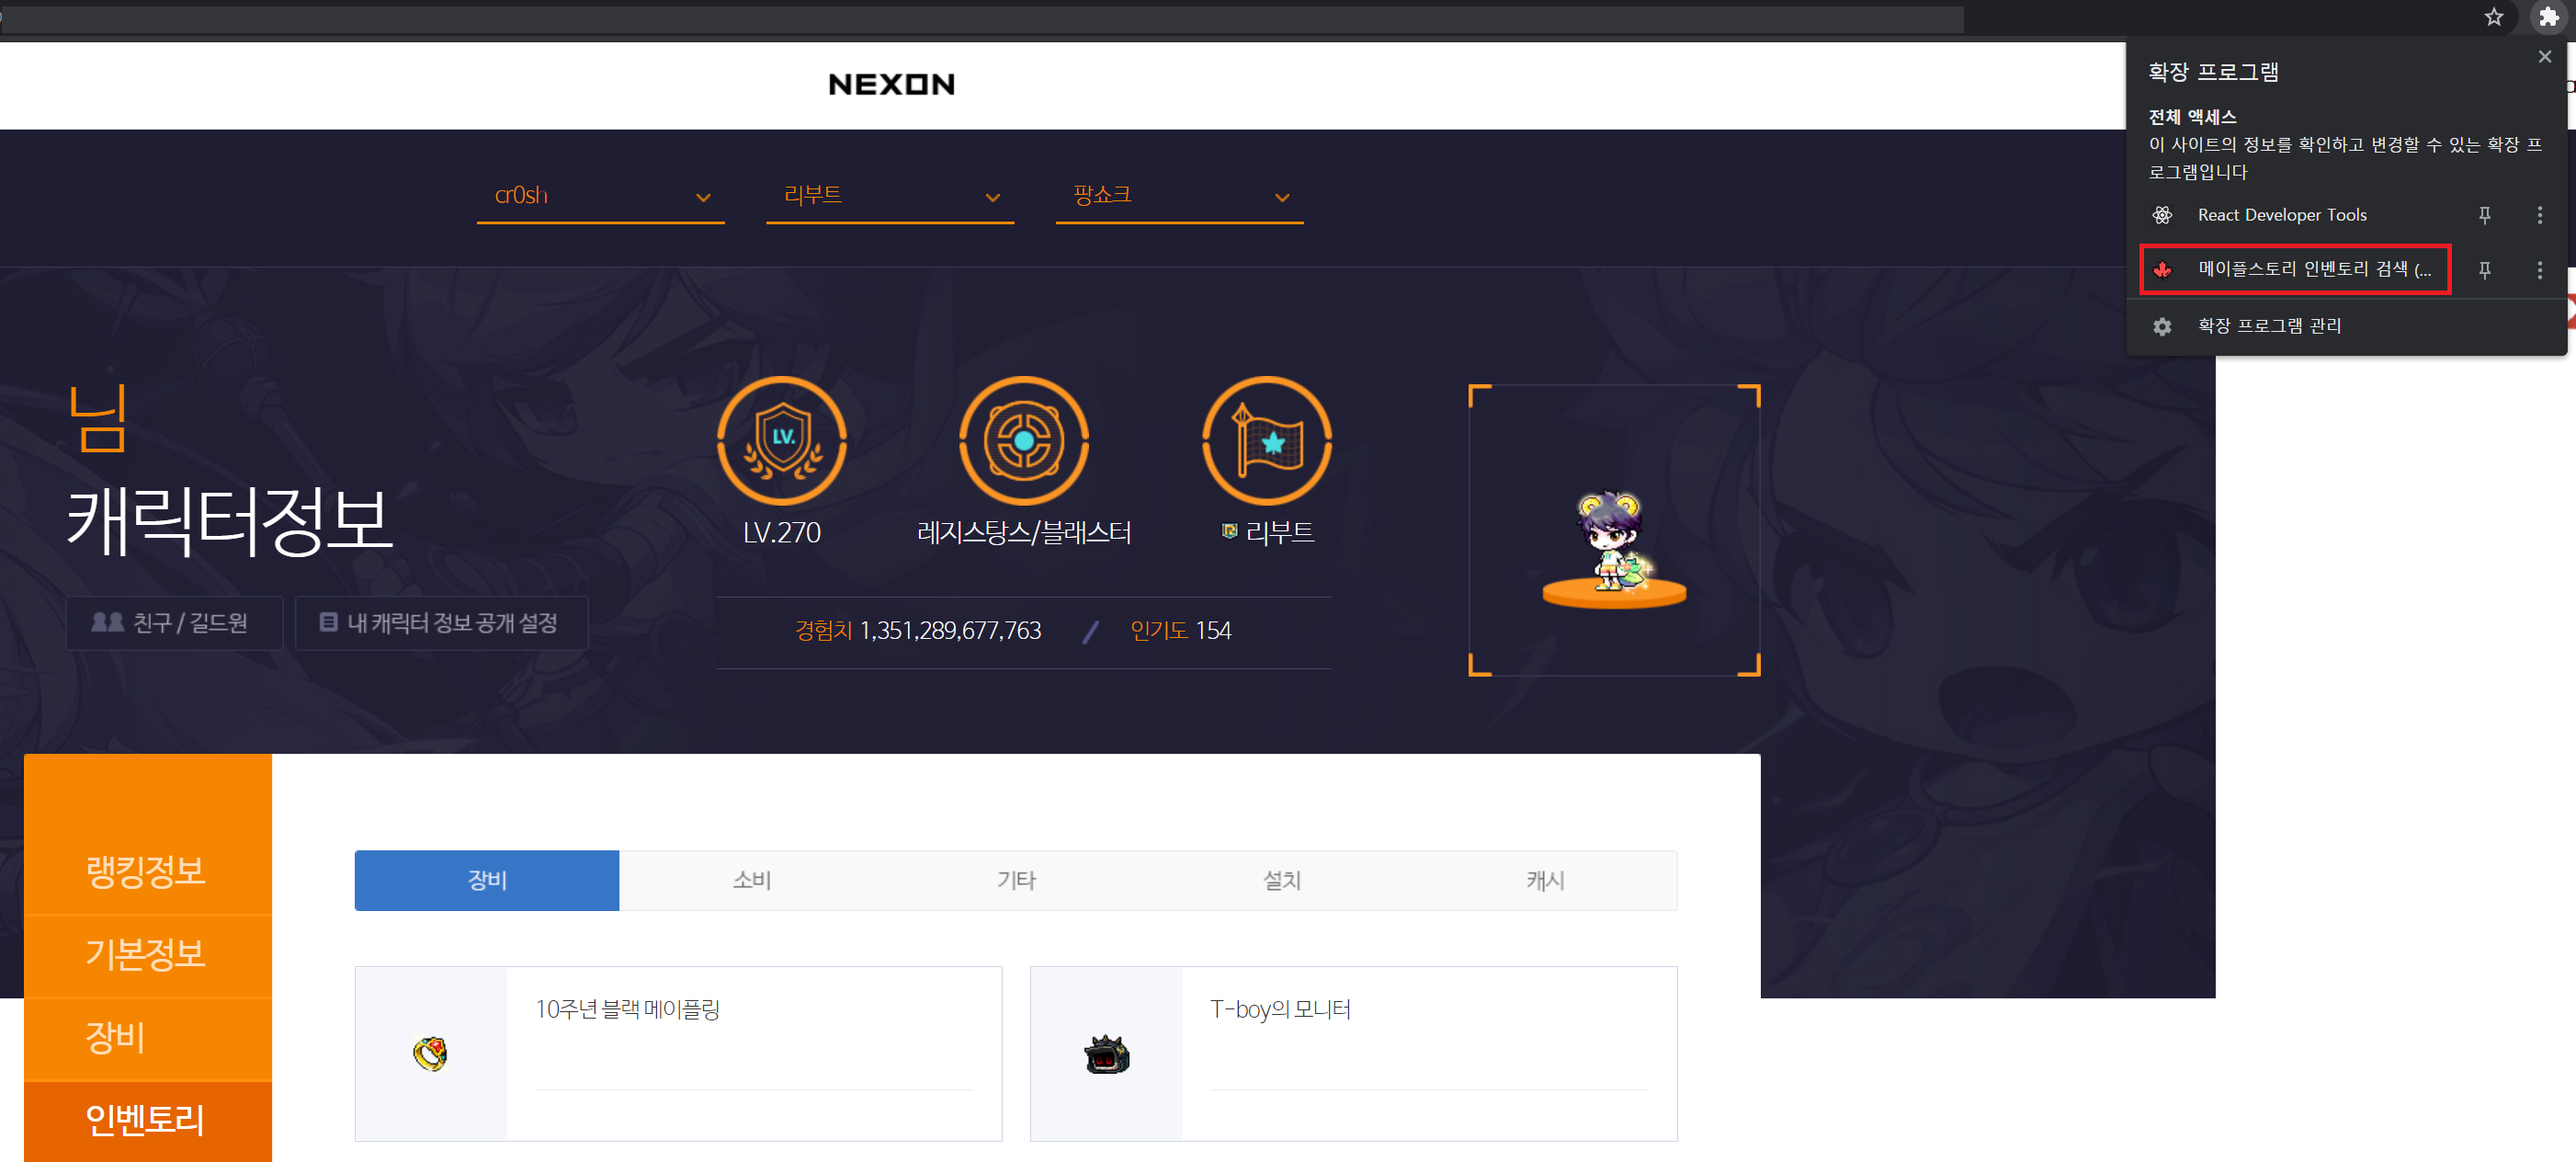 NEXON
확장 프로그램
전체 액세스
이 사이트의 정보를 확인하고 변경할 수 있는 확장 프
로그램입니다
React Developer Tools
메이플스토리 인벤토리 검색 (...
확장 프로그램 관리
cr0sh
리부트
팡쇼크
님
캐릭터정보
친구 / 길드원
내 캐릭터 정보 공개 설정
LV.
LV.270
레지스탕스/블래스터
리부트
경험치 1,351,289,677,763
인기도 154
랭킹정보
기본정보
장비
인벤토리
장비
소비
기타
설치
캐시
10주년 블랙 메이플링
T-boy의 모니터